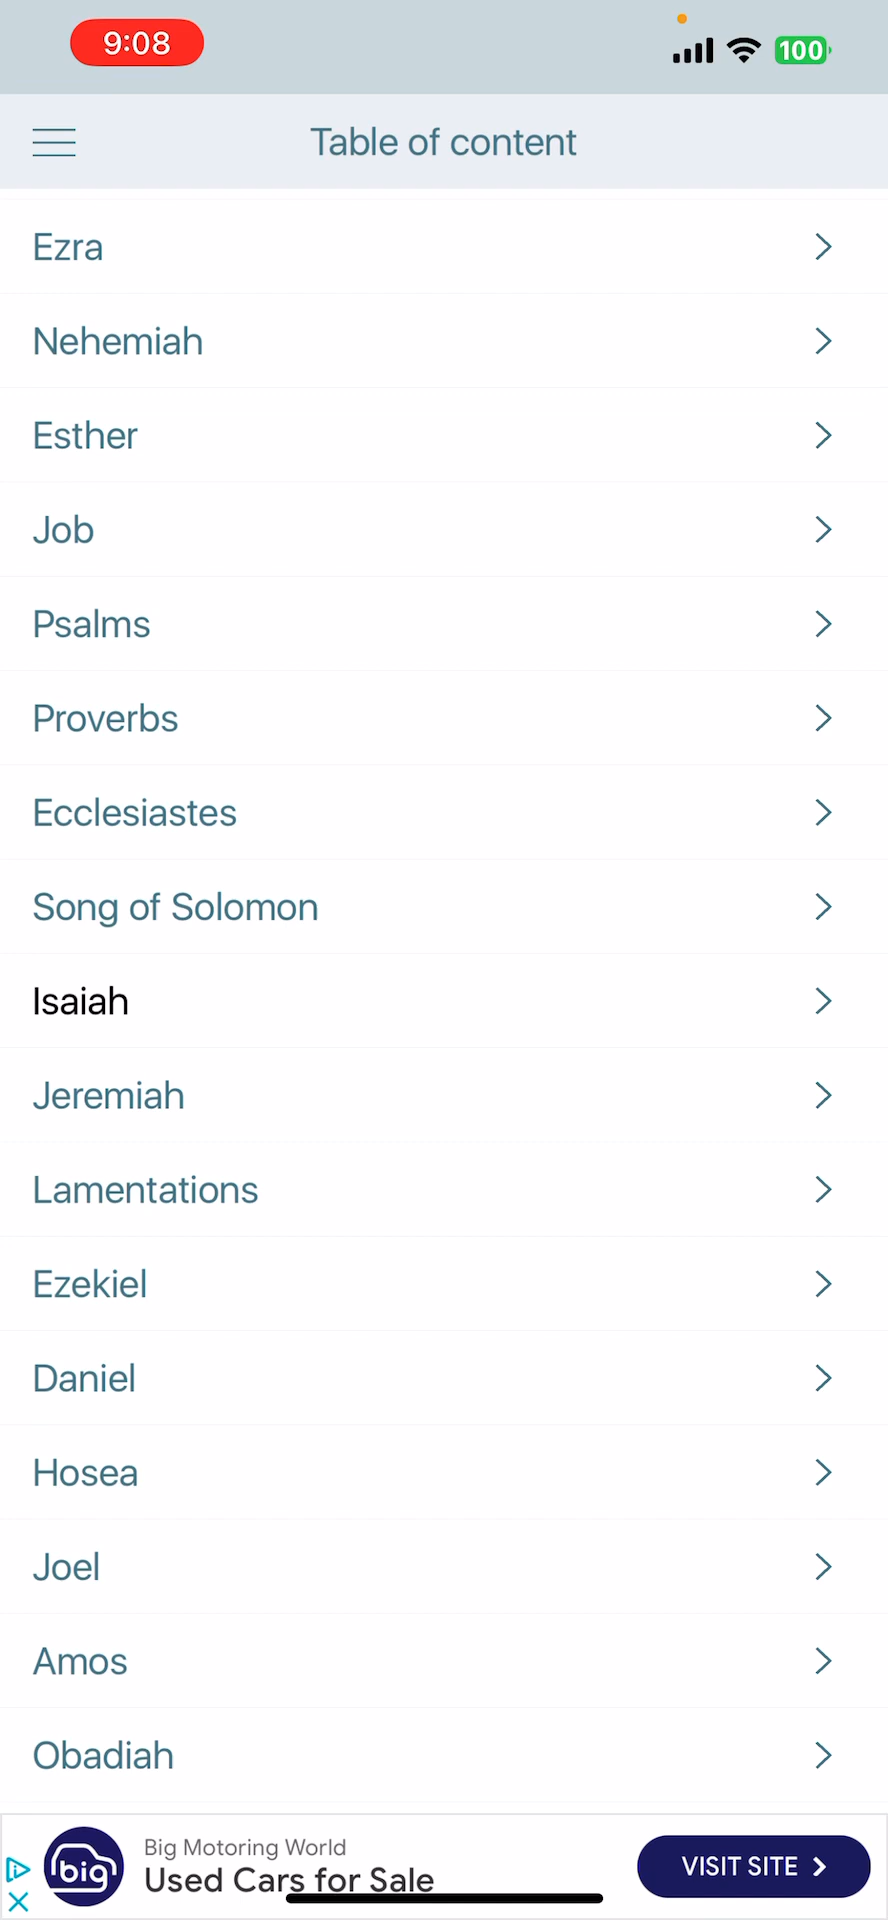 9:08
100
Table of content
Ezra
Nehemiah
Esther
Job
Psalms
Proverbs
Ecclesiastes
Song of Solomon
Isaiah
Jeremiah
Lamentations
Ezekiel
Daniel
Hosea
Joel
Amos
Obadiah
big
Big Motoring World
Used Cars for Sale
VISIT SITE